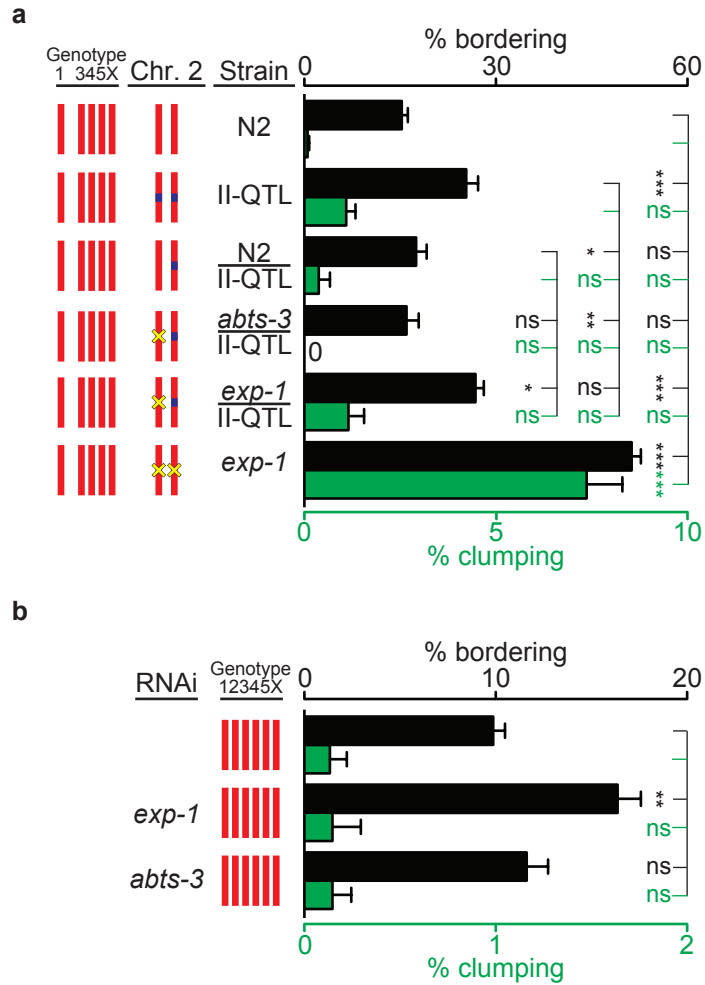 a
% bordering
Genotype
1 345X Chr. 2 Strain 0 30 60
N2
II-QTL *** ns
N2 * ns
II-QTL ns ns
abts-3 ns ** ns
II-QTL 0 ns ns ns
exp-1 * ns ***
II-QTL ns ns ns
exp-1 ***
***
0 5 10
% clumping
b
% bordering
RNAi Genotype
12345X 0 10 20
exp-1 ** ns
abts-3 ns
ns
0 1 2
% clumping